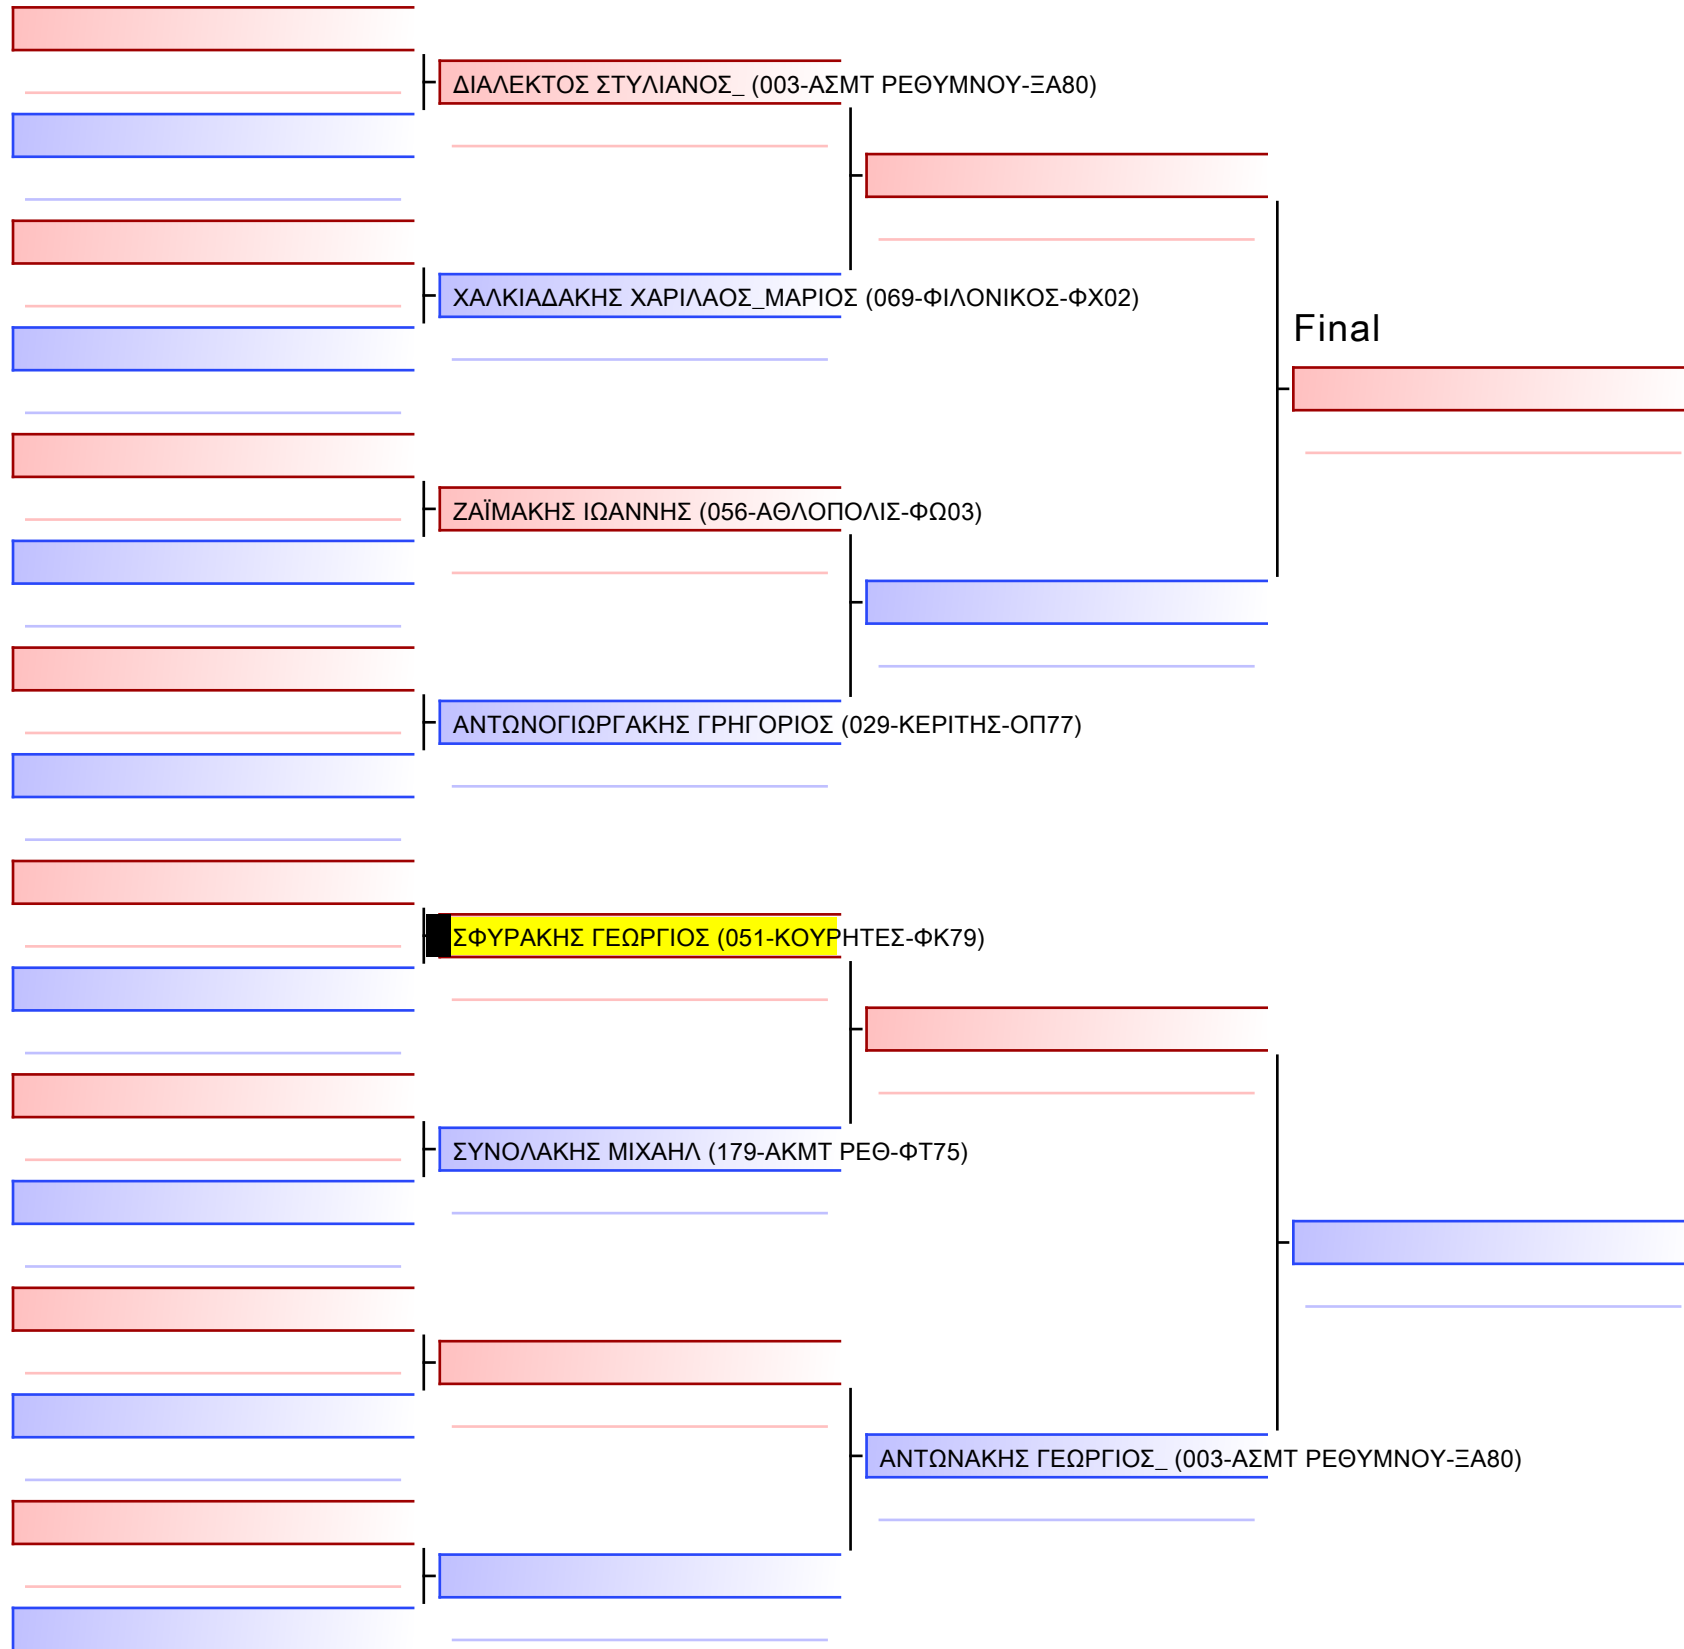 ΔΙΑΛΕΚΤΟΣ ΣΤΥΛΙΑΝΟΣ_ (003-ΑΣΜΤ ΡΕΘΥΜΝΟΥ-ΞΑ80)
ΧΑΛΚΙΑΔΑΚΗΣ ΧΑΡΙΛΑΟΣ_ΜΑΡΙΟΣ (069-ΦΙΛΟΝΙΚΟΣ-ΦΧ02)
Final
ΖΑΪΜΑΚΗΣ ΙΩΑΝΝΗΣ (056-ΑΘΛΟΠΟΛΙΣ-ΦΩ03)
ΑΝΤΩΝΟΓΙΩΡΓΑΚΗΣ ΓΡΗΓΟΡΙΟΣ (029-ΚΕΡΙΤΗΣ-ΟΠ77)
ΣΦΥΡΑΚΗΣ ΓΕΩΡΓΙΟΣ (051-ΚΟΥΡΗΤΕΣ-ΦΚ79)
ΣΥΝΟΛΑΚΗΣ ΜΙΧΑΗΛ (179-ΑΚΜΤ ΡΕΘ-ΦΤ75)
ΑΝΤΩΝΑΚΗΣ ΓΕΩΡΓΙΟΣ_ (003-ΑΣΜΤ ΡΕΘΥΜΝΟΥ-ΞΑ80)